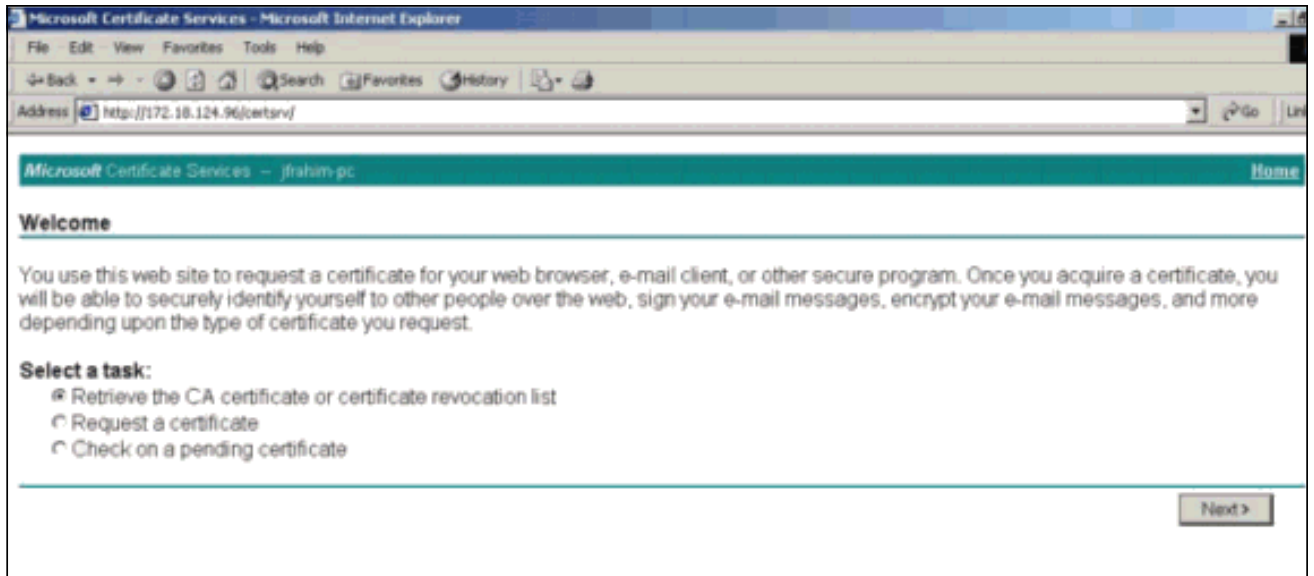 Microsoft Certificate Services - Microsoft Internet Explorer
File Edit View Favorites Tools Help
Back Search Favorites History
Address http://172.18.124.96/certsrv/ Go
Microsoft Certificate Services -- jfrahim-pc Home
Welcome
You use this web site to request a certificate for your web browser, e-mail client, or other secure program. Once you acquire a certificate, you
will be able to securely identify yourself to other people over the web, sign your e-mail messages, encrypt your e-mail messages, and more
depending upon the type of certificate you request.
Select a task:
Retrieve the CA certificate or certificate revocation list
Request a certificate
Check on a pending certificate
Next >